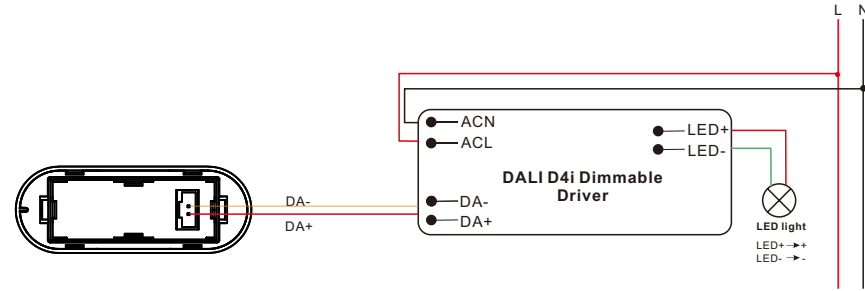 L N
ACN
ACL
LED+
LED-
DALI D4i Dimmable
Driver
DA-
DA+
DA-
DA+
LED light
LED+→+
LED-→-